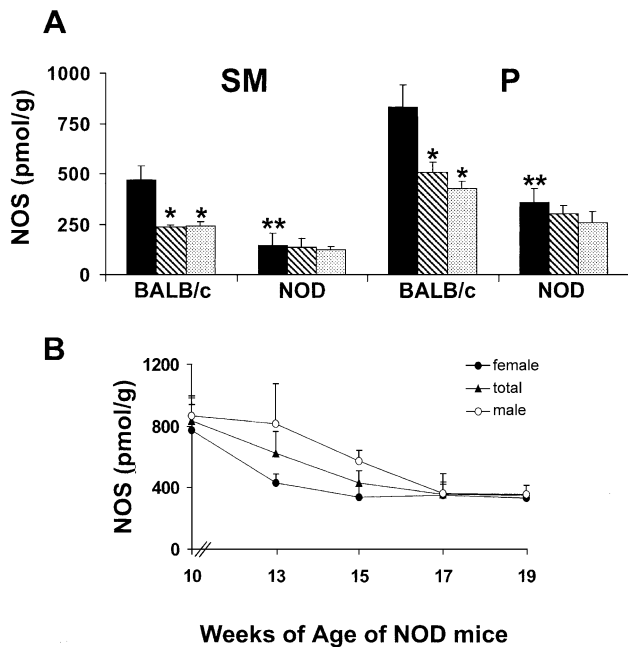 A
SM
P
NOS (pmol/g)
1000
750
500
250
0
* *
**
* *
**
BALB/c NOD BALB/c NOD
B
NOS (pmol/g)
1200
800
400
0
female
total
male
10 13 15 17 19
Weeks of Age of NOD mice